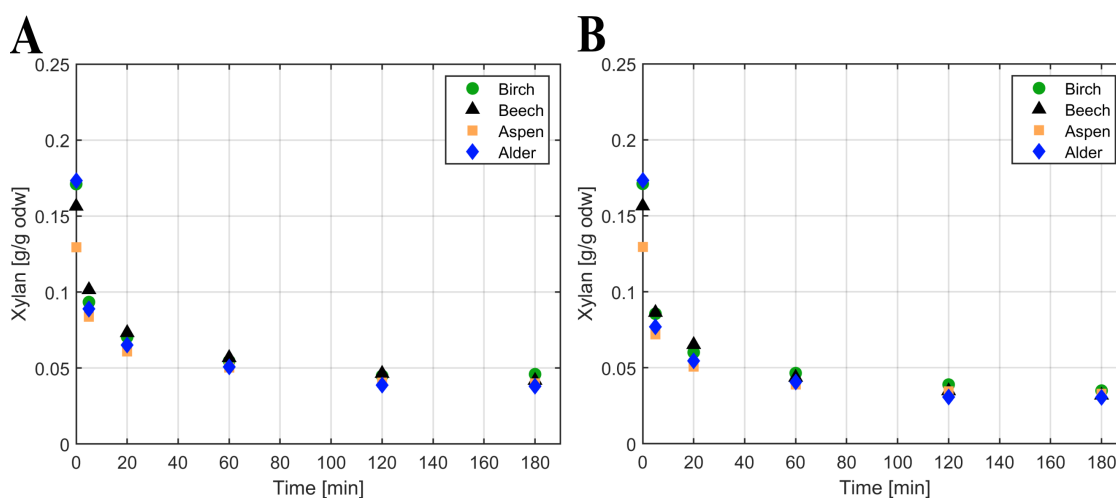 A
0.25
0.2
0.15
0.1
0.05
0
Xylan [g/g odw]
0 20 40 60 80 100 120 140 160 180
Time [min]
Birch
Beech
Aspen
Alder
B
0.25
0.2
0.15
0.1
0.05
0
Xylan [g/g odw]
0 20 40 60 80 100 120 140 160 180
Time [min]
Birch
Beech
Aspen
Alder